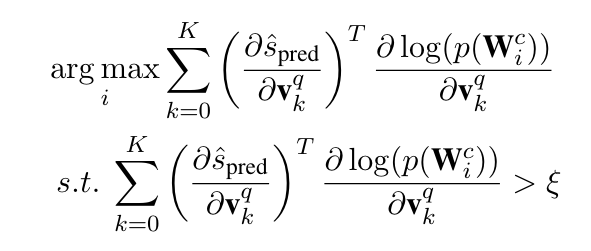 $$\underset{i}{\arg\max} \sum_{k=0}^{K} \left( \frac{\partial \hat{s}_{\text{pred}}}{\partial \mathbf{v}_k^q} \right)^T \frac{\partial \log(p(\mathbf{W}_i^c))}{\partial \mathbf{v}_k^q}$$
$$s.t. \sum_{k=0}^{K} \left( \frac{\partial \hat{s}_{\text{pred}}}{\partial \mathbf{v}_k^q} \right)^T \frac{\partial \log(p(\mathbf{W}_i^c))}{\partial \mathbf{v}_k^q} > \xi$$